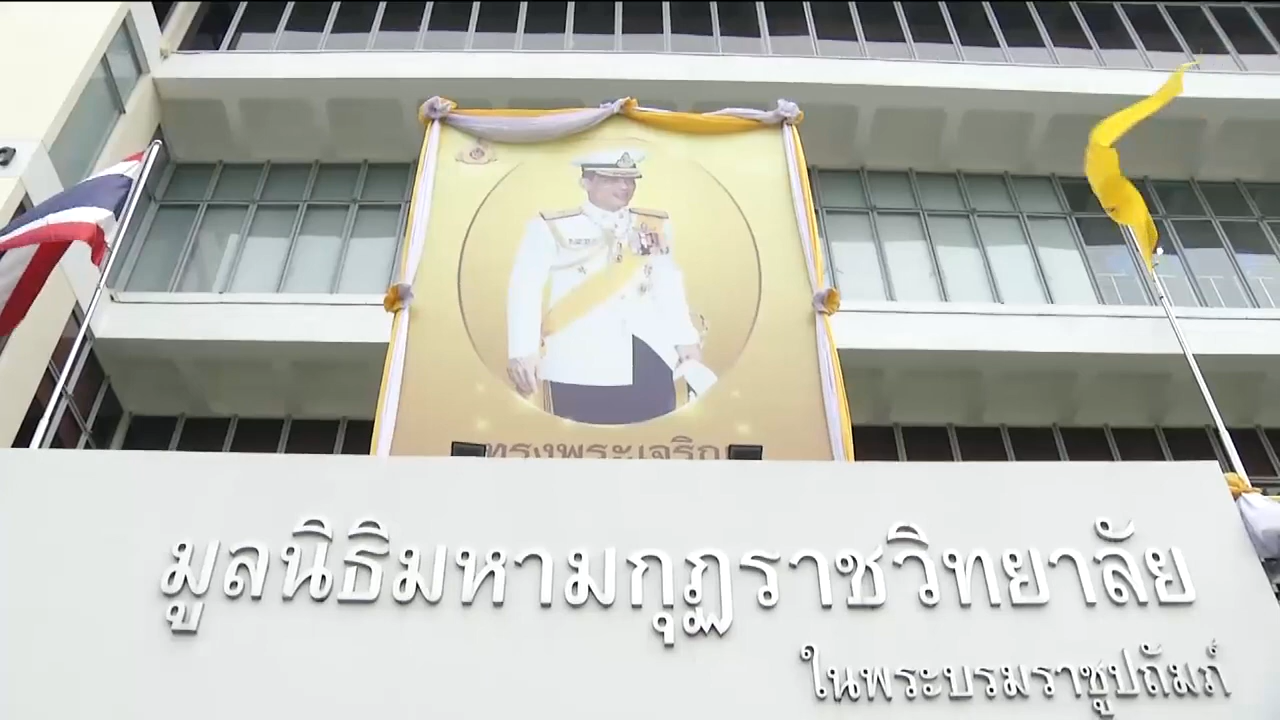 ทรงพระเจริญ
มูลนิธิมหามกุฏราชวิทยาลัย
ในพระบรมราชูปถัมภ์